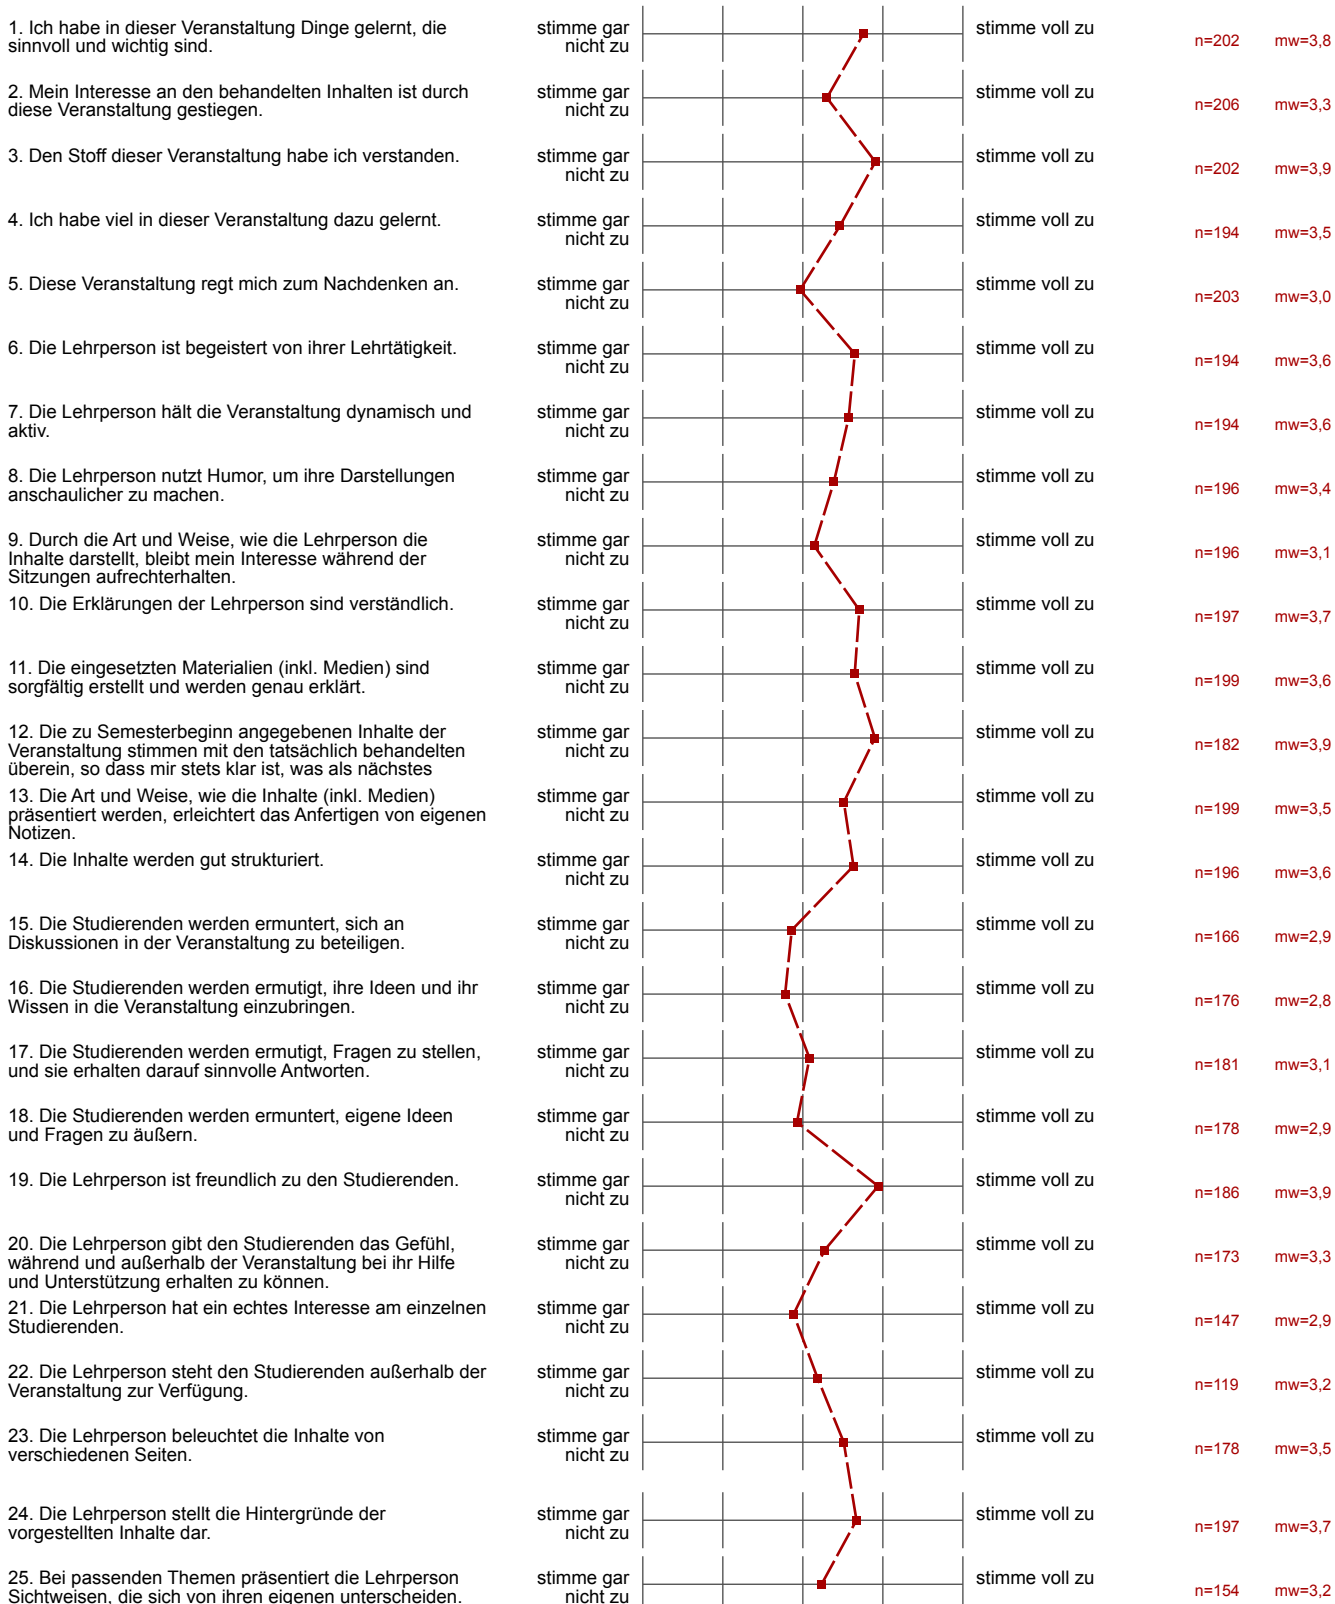 1. Ich habe in dieser Veranstaltung Dinge gelernt, die
sinnvoll und wichtig sind.
stimme gar
nicht zu
stimme voll zu
n=202 mw=3,8
2. Mein Interesse an den behandelten Inhalten ist durch
diese Veranstaltung gestiegen.
stimme gar
nicht zu
stimme voll zu
n=206 mw=3,3
3. Den Stoff dieser Veranstaltung habe ich verstanden.
stimme gar
nicht zu
stimme voll zu
n=202 mw=3,9
4. Ich habe viel in dieser Veranstaltung dazu gelernt.
stimme gar
nicht zu
stimme voll zu
n=194 mw=3,5
5. Diese Veranstaltung regt mich zum Nachdenken an.
stimme gar
nicht zu
stimme voll zu
n=203 mw=3,0
6. Die Lehrperson ist begeistert von ihrer Lehrtätigkeit.
stimme gar
nicht zu
stimme voll zu
n=194 mw=3,6
7. Die Lehrperson hält die Veranstaltung dynamisch und
aktiv.
stimme gar
nicht zu
stimme voll zu
n=194 mw=3,6
8. Die Lehrperson nutzt Humor, um ihre Darstellungen
anschaulicher zu machen.
stimme gar
nicht zu
stimme voll zu
n=196 mw=3,4
9. Durch die Art und Weise, wie die Lehrperson die
Inhalte darstellt, bleibt mein Interesse während der
Sitzungen aufrechterhalten.
stimme gar
nicht zu
stimme voll zu
n=196 mw=3,1
10. Die Erklärungen der Lehrperson sind verständlich.
stimme gar
nicht zu
stimme voll zu
n=197 mw=3,7
11. Die eingesetzten Materialien (inkl. Medien) sind
sorgfältig erstellt und werden genau erklärt.
stimme gar
nicht zu
stimme voll zu
n=199 mw=3,6
12. Die zu Semesterbeginn angegebenen Inhalte der
Veranstaltung stimmen mit den tatsächlich behandelten
überein, so dass mir stets klar ist, was als nächstes
stimme gar
nicht zu
stimme voll zu
n=182 mw=3,9
13. Die Art und Weise, wie die Inhalte (inkl. Medien)
präsentiert werden, erleichtert das Anfertigen von eigenen
Notizen.
stimme gar
nicht zu
stimme voll zu
n=199 mw=3,5
14. Die Inhalte werden gut strukturiert.
stimme gar
nicht zu
stimme voll zu
n=196 mw=3,6
15. Die Studierenden werden ermuntert, sich an
Diskussionen in der Veranstaltung zu beteiligen.
stimme gar
nicht zu
stimme voll zu
n=166 mw=2,9
16. Die Studierenden werden ermutigt, ihre Ideen und ihr
Wissen in die Veranstaltung einzubringen.
stimme gar
nicht zu
stimme voll zu
n=176 mw=2,8
17. Die Studierenden werden ermutigt, Fragen zu stellen,
und sie erhalten darauf sinnvolle Antworten.
stimme gar
nicht zu
stimme voll zu
n=181 mw=3,1
18. Die Studierenden werden ermuntert, eigene Ideen
und Fragen zu äußern.
stimme gar
nicht zu
stimme voll zu
n=178 mw=2,9
19. Die Lehrperson ist freundlich zu den Studierenden.
stimme gar
nicht zu
stimme voll zu
n=186 mw=3,9
20. Die Lehrperson gibt den Studierenden das Gefühl,
während und außerhalb der Veranstaltung bei ihr Hilfe
und Unterstützung erhalten zu können.
stimme gar
nicht zu
stimme voll zu
n=173 mw=3,3
21. Die Lehrperson hat ein echtes Interesse am einzelnen
Studierenden.
stimme gar
nicht zu
stimme voll zu
n=147 mw=2,9
22. Die Lehrperson steht den Studierenden außerhalb der
Veranstaltung zur Verfügung.
stimme gar
nicht zu
stimme voll zu
n=119 mw=3,2
23. Die Lehrperson beleuchtet die Inhalte von
verschiedenen Seiten.
stimme gar
nicht zu
stimme voll zu
n=178 mw=3,5
24. Die Lehrperson stellt die Hintergründe der
vorgestellten Inhalte dar.
stimme gar
nicht zu
stimme voll zu
n=197 mw=3,7
25. Bei passenden Themen präsentiert die Lehrperson
Sichtweisen, die sich von ihren eigenen unterscheiden.
stimme gar
nicht zu
stimme voll zu
n=154 mw=3,2